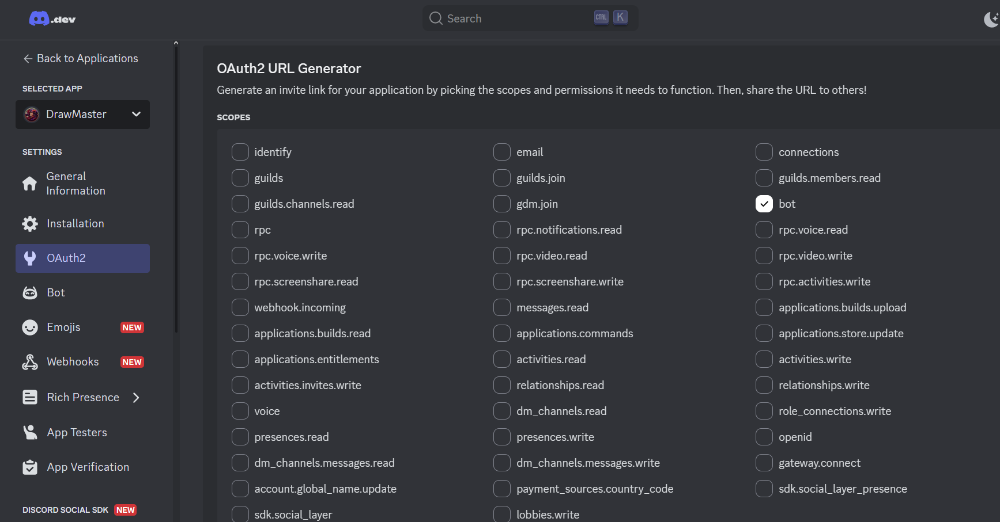 .dev
Search
CTRL K
Back to Applications
SELECTED APP
DrawMaster
SETTINGS
General
Information
Installation
OAuth2
Bot
Emojis NEW
Webhooks NEW
Rich Presence
App Testers
App Verification
DISCORD SOCIAL SDK NEW
OAuth2 URL Generator
Generate an invite link for your application by picking the scopes and permissions it needs to function. Then, share the URL to others!
SCOPES
identify email connections
guilds guilds.join guilds.members.read
guilds.channels.read gdm.join bot
rpc rpc.notifications.read rpc.voice.read
rpc.voice.write rpc.video.read rpc.video.write
rpc.screenshare.read rpc.screenshare.write rpc.activities.write
webhook.incoming messages.read applications.builds.upload
applications.builds.read applications.commands applications.store.update
applications.entitlements activities.read activities.write
activities.invites.write relationships.read relationships.write
voice dm_channels.read role_connections.write
presences.read presences.write openid
dm_channels.messages.read dm_channels.messages.write gateway.connect
account.global_name.update payment_sources.country_code sdk.social_layer_presence
sdk.social_layer lobbies.write